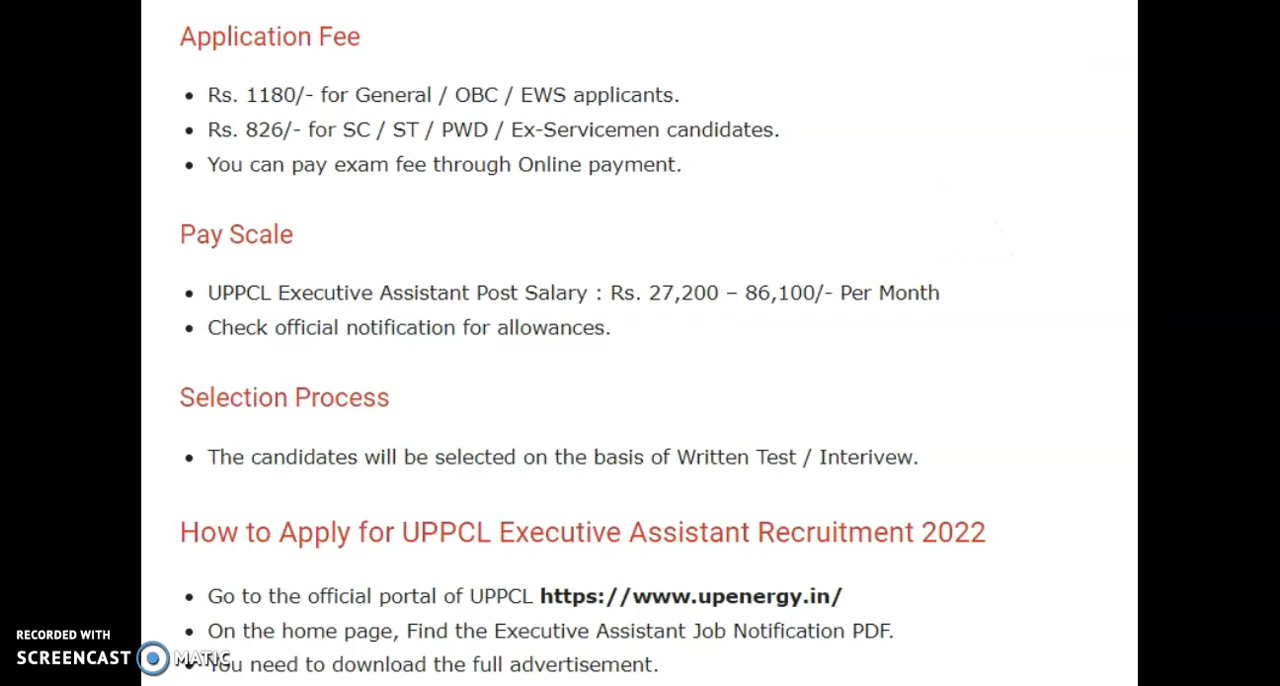 Application Fee
• Rs. 1180/- for General / OBC / EWS applicants.
• Rs. 826/- for SC / ST / PWD / Ex-Servicemen candidates.
• You can pay exam fee through Online payment.
Pay Scale
• UPPCL Executive Assistant Post Salary : Rs. 27,200 – 86,100/- Per Month
• Check official notification for allowances.
Selection Process
• The candidates will be selected on the basis of Written Test / Interivew.
How to Apply for UPPCL Executive Assistant Recruitment 2022
• Go to the official portal of UPPCL https://www.upenergy.in/
• On the home page, Find the Executive Assistant Job Notification PDF.
• You need to download the full advertisement.
RECORDED WITH
SCREENCAST MATIC